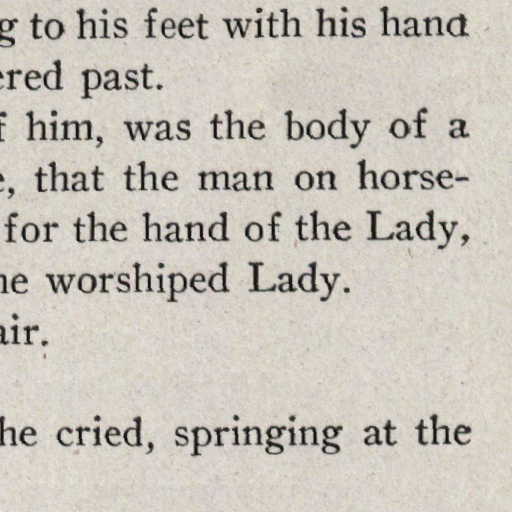 g to his feet with his hand
ered past.
f him, was the body of a
e, that the man on horse-
for the hand of the Lady,
he worshiped Lady.
air.
he cried, springing at the